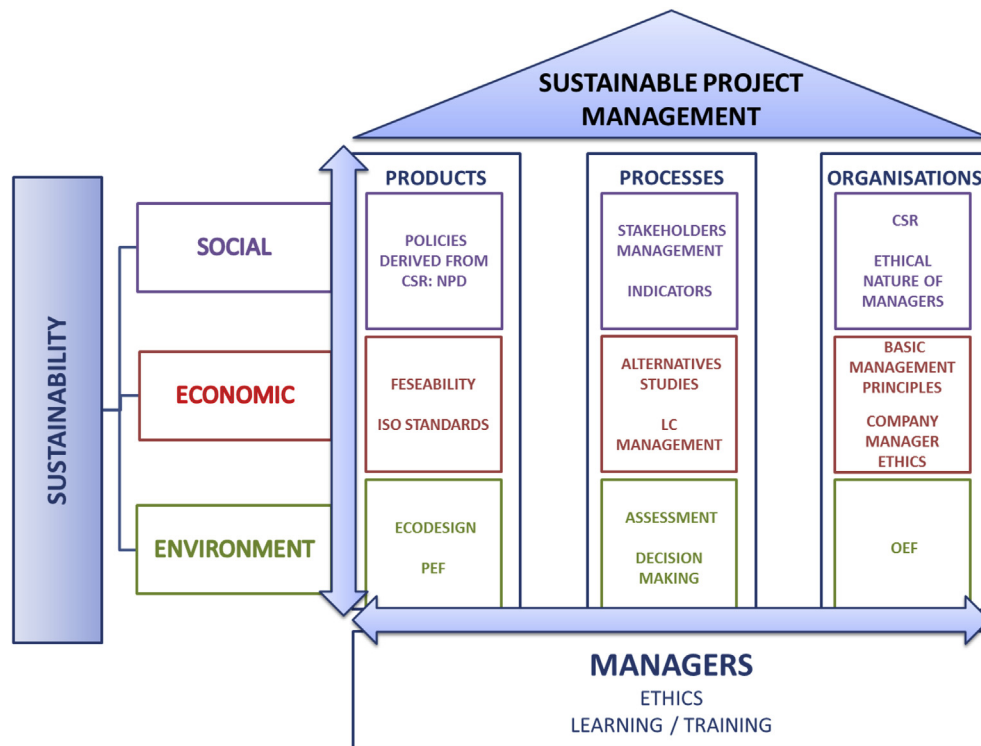 SUSTAINABLE PROJECT
MANAGEMENT
SUSTAINABILITY
SOCIAL
ECONOMIC
ENVIRONMENT
PRODUCTS
POLICIES
DERIVED FROM
CSR: NPD
FESEABILITY
ISO STANDARDS
ECODESIGN
PEF
PROCESSES
STAKEHOLDERS
MANAGEMENT
INDICATORS
ALTERNATIVES
STUDIES
LC
MANAGEMENT
ASSESSMENT
DECISION
MAKING
ORGANISATIONS
CSR
ETHICAL
NATURE OF
MANAGERS
BASIC
MANAGEMENT
PRINCIPLES
COMPANY
MANAGER
ETHICS
OEF
MANAGERS
ETHICS
LEARNING / TRAINING